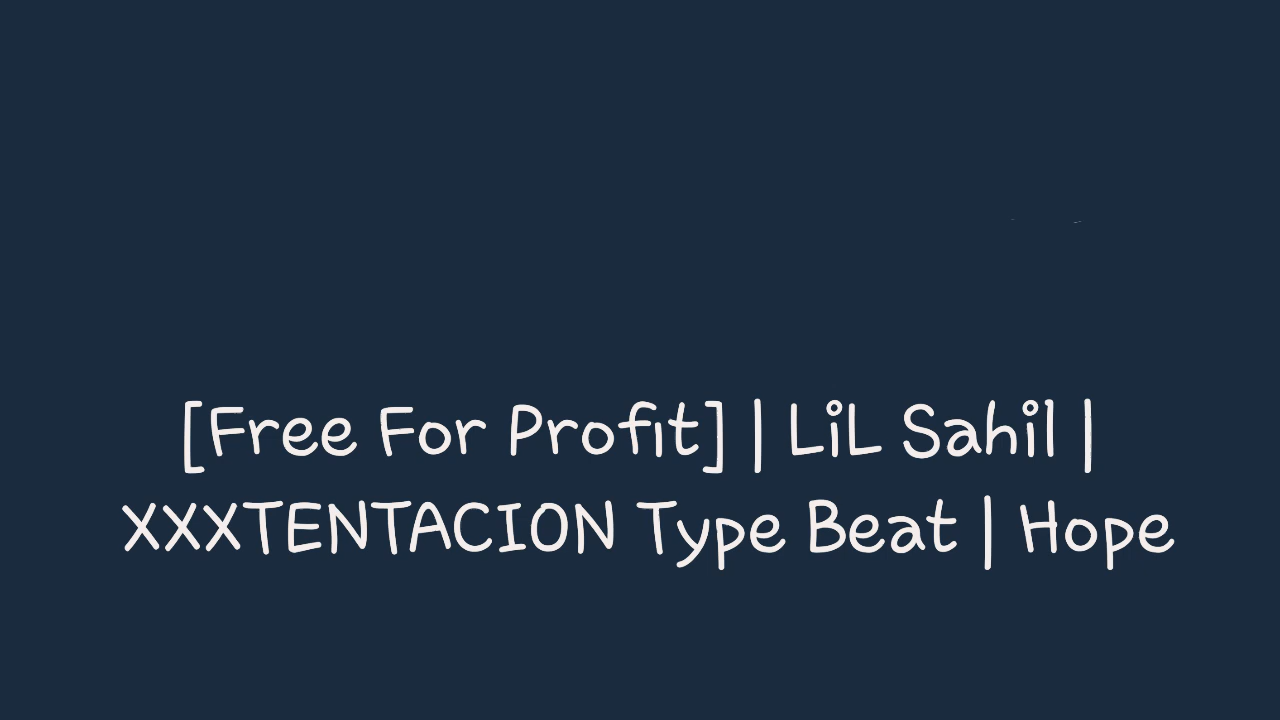 [Free For Profit] | LiL Sahil |
XXXTENTACION Type Beat | Hope